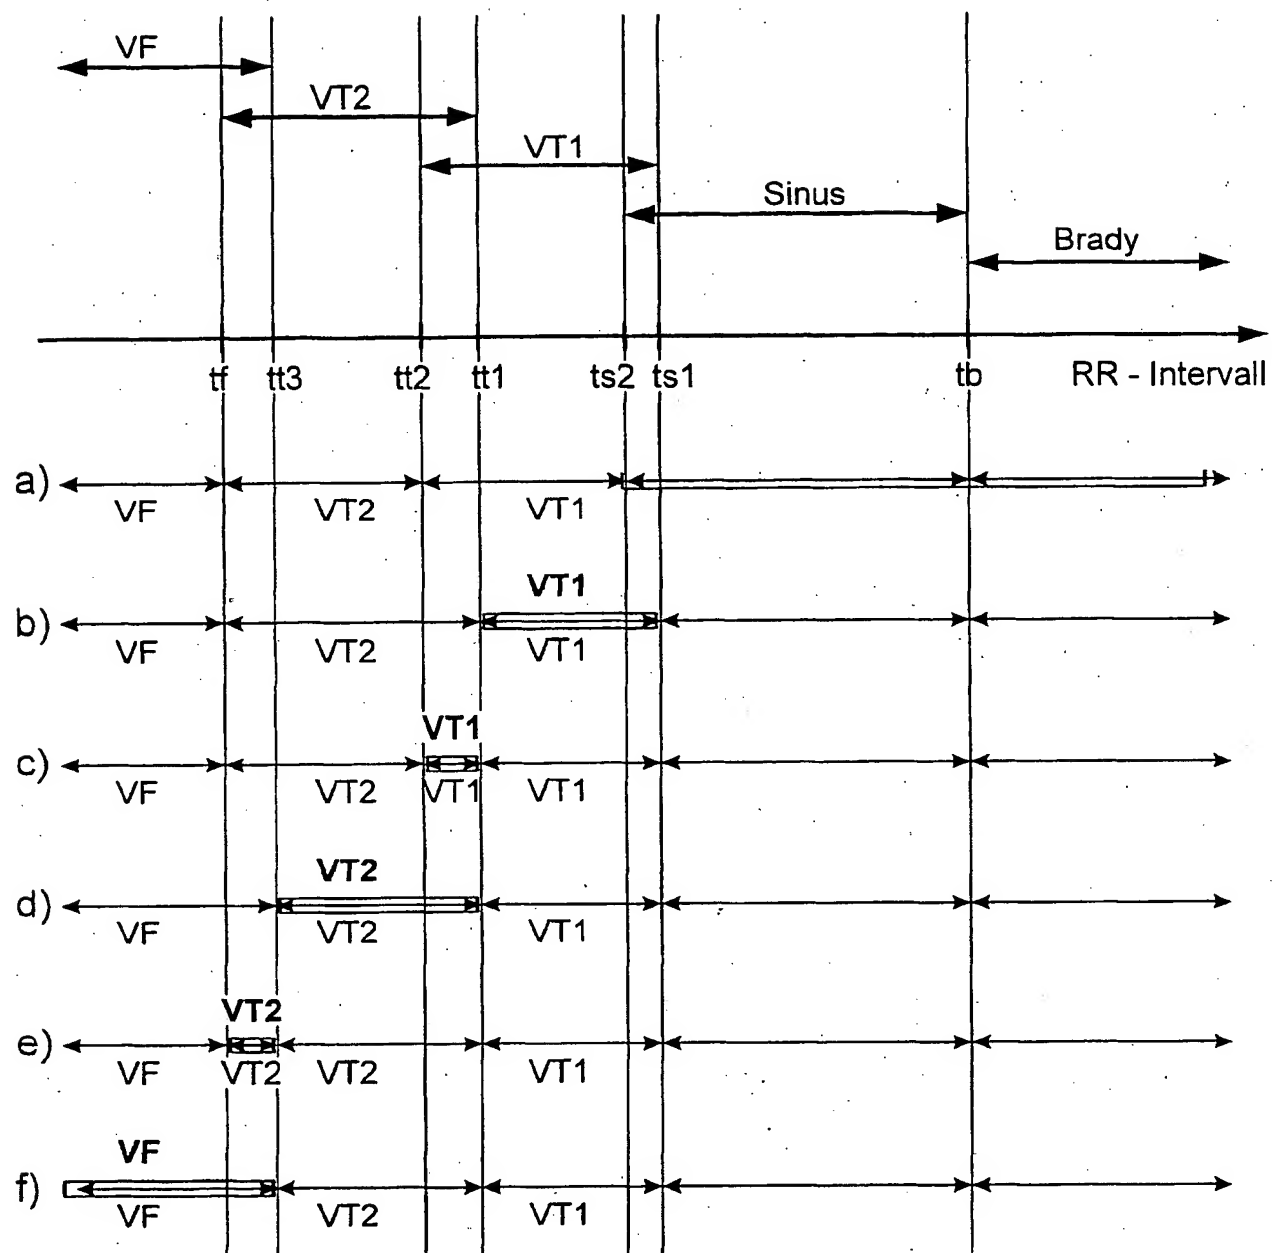 VF
VT2
VT1
Sinus
Brady
tf tt3 tt2 tt1 ts2 ts1 tb RR - Intervall
a)
VF VT2 VT1
VT1
b)
VF VT2 VT1
VT1
c)
VF VT2 VT1 VT1
VT2
d)
VF VT2 VT1
VT2
e)
VF VT2 VT2 VT1
VF
f)
VF VT2 VT1